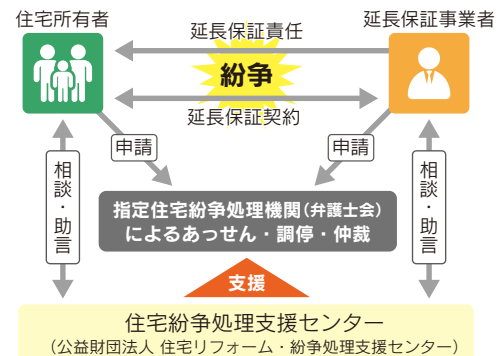 住宅所有者
延長保証事業者
延長保証責任
紛争
延長保証契約
申請
申請
相談・助言
相談・助言
指定住宅紛争処理機関(弁護士会)
によるあっせん・調停・仲裁
支援
住宅紛争処理支援センター
(公益財団法人 住宅リフォーム・紛争処理支援センター)